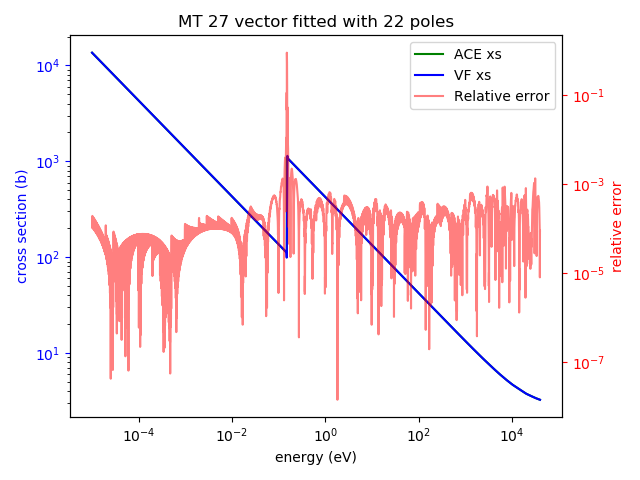 MT 27 vector fitted with 22 poles
ACE xs
VF xs
Relative error
cross section (b)
10^4
10^3
10^2
10^1
relative error
10^-1
10^-3
10^-5
10^-7
10^-4
10^-2
10^0
10^2
10^4
energy (eV)